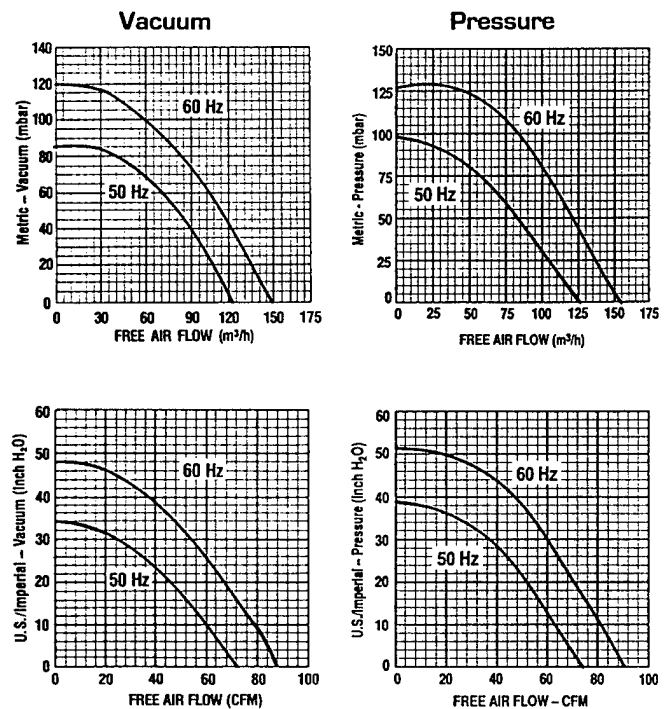 Vacuum
140
120
100
80
60
40
20
0
Metric – Vacuum (mbar)
60 Hz
50 Hz
0 30 60 90 120 150 175
FREE AIR FLOW (m³/h)
Pressure
150
125
100
75
50
25
0
Metric - Pressure (mbar)
60 Hz
50 Hz
0 25 50 75 100 125 150 175
FREE AIR FLOW (m³/h)
60
50
40
30
20
10
0
U.S./Imperial – Vacuum (Inch H₂O)
60 Hz
50 Hz
0 20 40 60 80 100
FREE AIR FLOW (CFM)
60
50
40
30
20
10
0
U.S./Imperial – Pressure (Inch H₂O)
60 Hz
50 Hz
0 20 40 60 80 100
FREE AIR FLOW – CFM